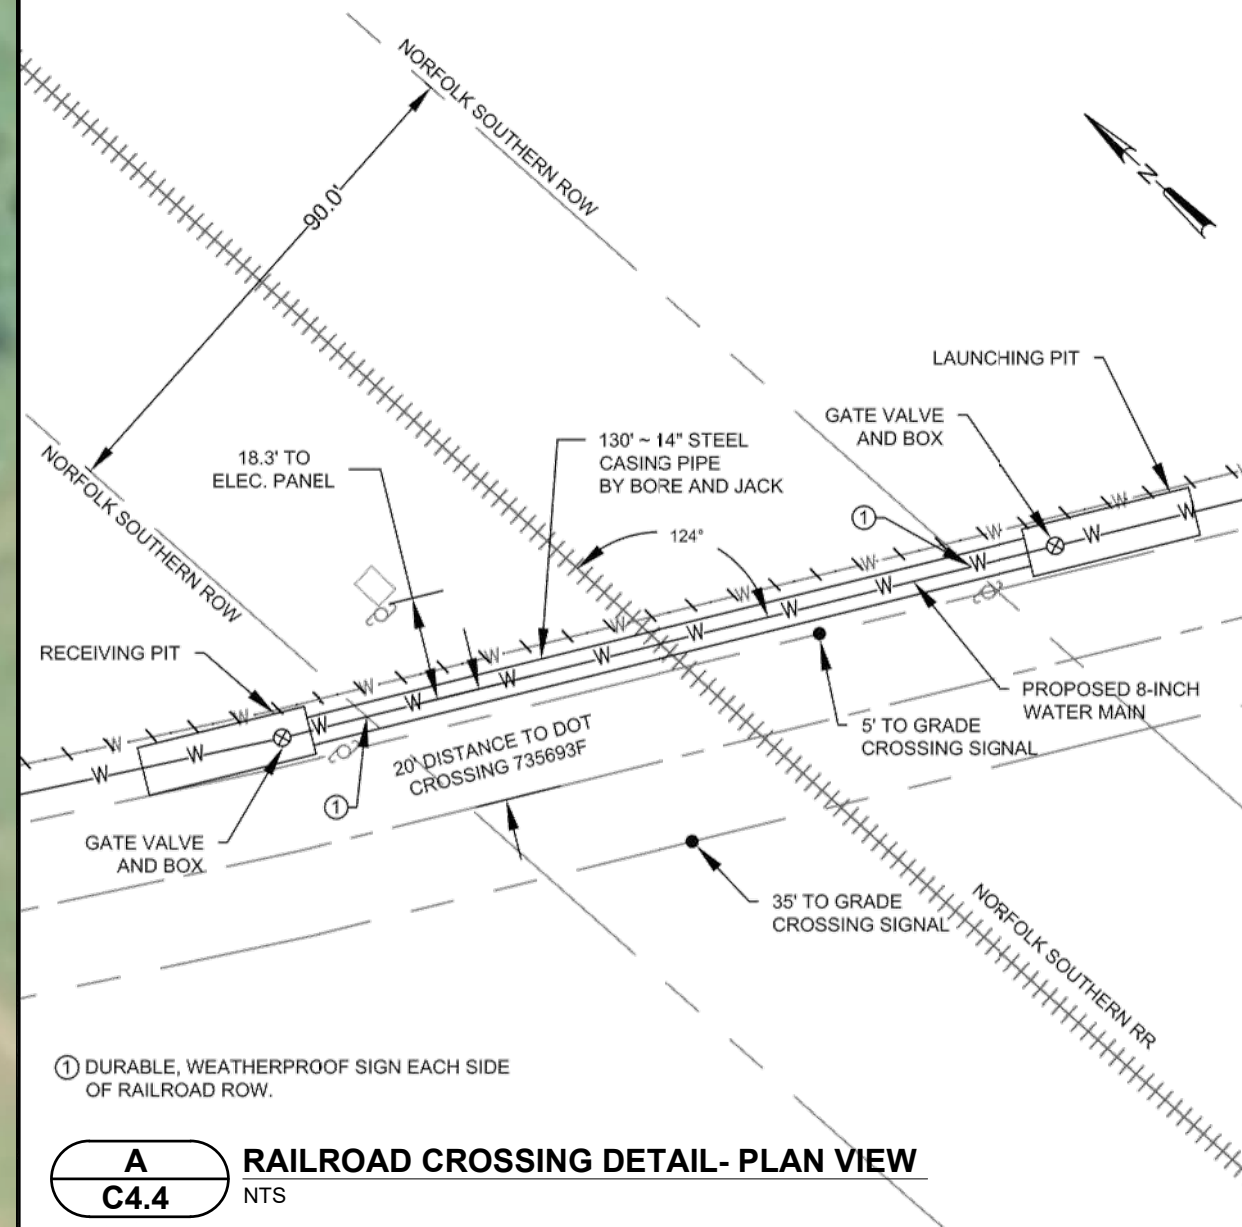 NORFOLK SOUTHERN ROW
90.0'
N
LAUNCHING PIT
GATE VALVE
AND BOX
130' ~ 14" STEEL
CASING PIPE
BY BORE AND JACK
18.3' TO
ELEC. PANEL
NORFOLK SOUTHERN ROW
1
124°
RECEIVING PIT
W W W W W W W W W W W W
W W W W W W W W W W W W
PROPOSED 8-INCH
WATER MAIN
5' TO GRADE
CROSSING SIGNAL
20' DISTANCE TO DOT
CROSSING 735693F
1
GATE VALVE
AND BOX
35' TO GRADE
CROSSING SIGNAL
NORFOLK SOUTHERN RR
1 DURABLE, WEATHERPROOF SIGN EACH SIDE
OF RAILROAD ROW.
A
C4.4
RAILROAD CROSSING DETAIL- PLAN VIEW
NTS